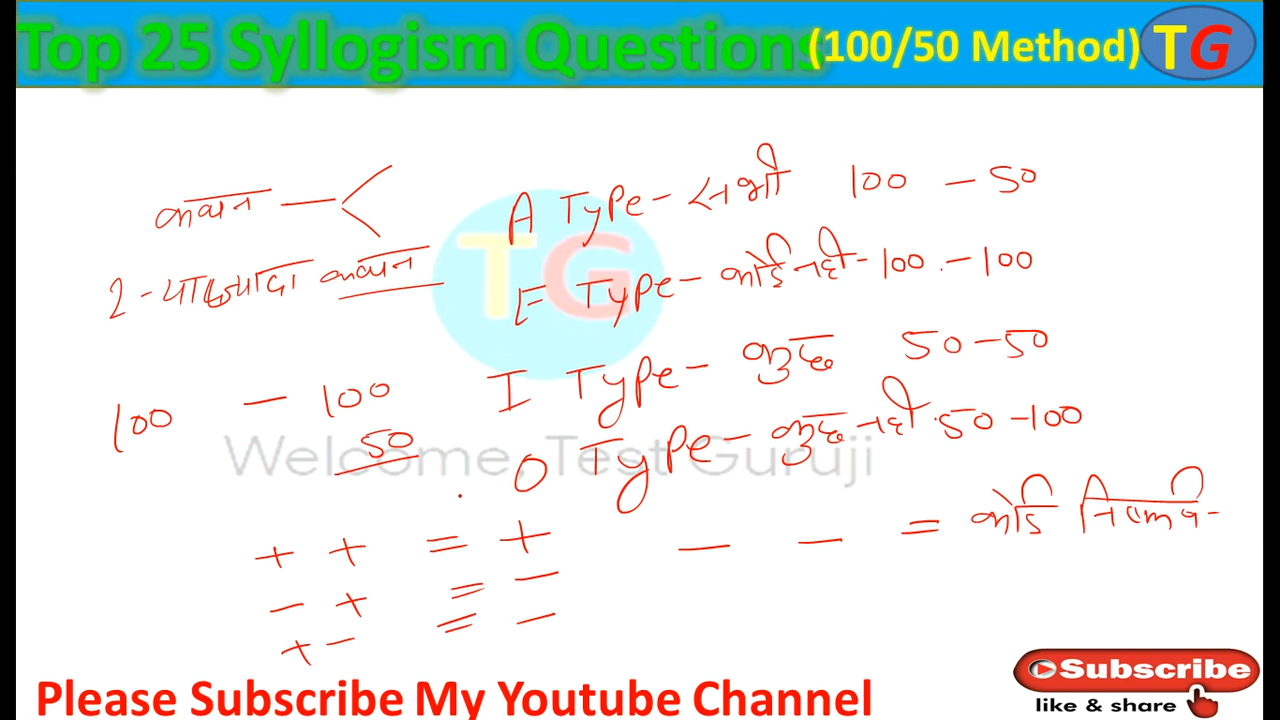 Top 25 Syllogism Questions (100/50 Method) TG
कथन —
A Type - सभी 100 - 50
2 - या ज्यादा कथन
E Type - कोई नही - 100 - 100
TG
I Type - कुछ 50 - 50
100 - 100
50
O Type - कुछ नही 50 - 100
Welcome, Test Guruji
+ + = +
- - = कोई
- + = -
+ - = -
Subscribe
like & share
Please Subscribe My Youtube Channel